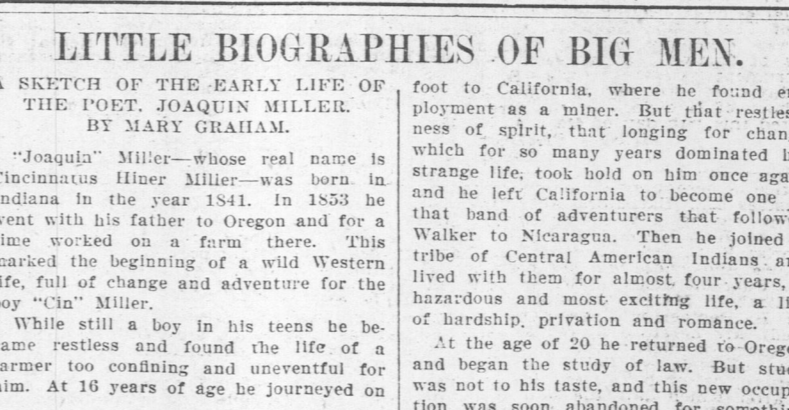 LITTLE BIOGRAPHIES OF BIG MEN.
A SKETCH OF THE EARLY LIFE OF
THE POET, JOAQUIN MILLER.
BY MARY GRAHAM.
"Joaquin" Miller—whose real name is
Cincinnatus Hiner Miller—was born in
Indiana in the year 1841. In 1853 he
went with his father to Oregon and for a
time worked on a farm there. This
marked the beginning of a wild Western
life, full of change and adventure for the
boy "Cin" Miller.
While still a boy in his teens he be-
came restless and found the life of a
farmer too confining and uneventful for
him. At 16 years of age he journeyed on
foot to California, where he found em
ployment as a miner. But that restles
ness of spirit, that longing for chan
which for so many years dominated h
strange life, took hold on him once aga
and he left California to become one
that band of adventurers that follow
Walker to Nicaragua. Then he joined
tribe of Central American Indians an
lived with them for almost four years,
hazardous and most exciting life, a li
of hardship, privation and romance.
At the age of 20 he returned to Orego
and began the study of law. But stu
was not to his taste, and this new occup
tion was soon abandoned for somethi